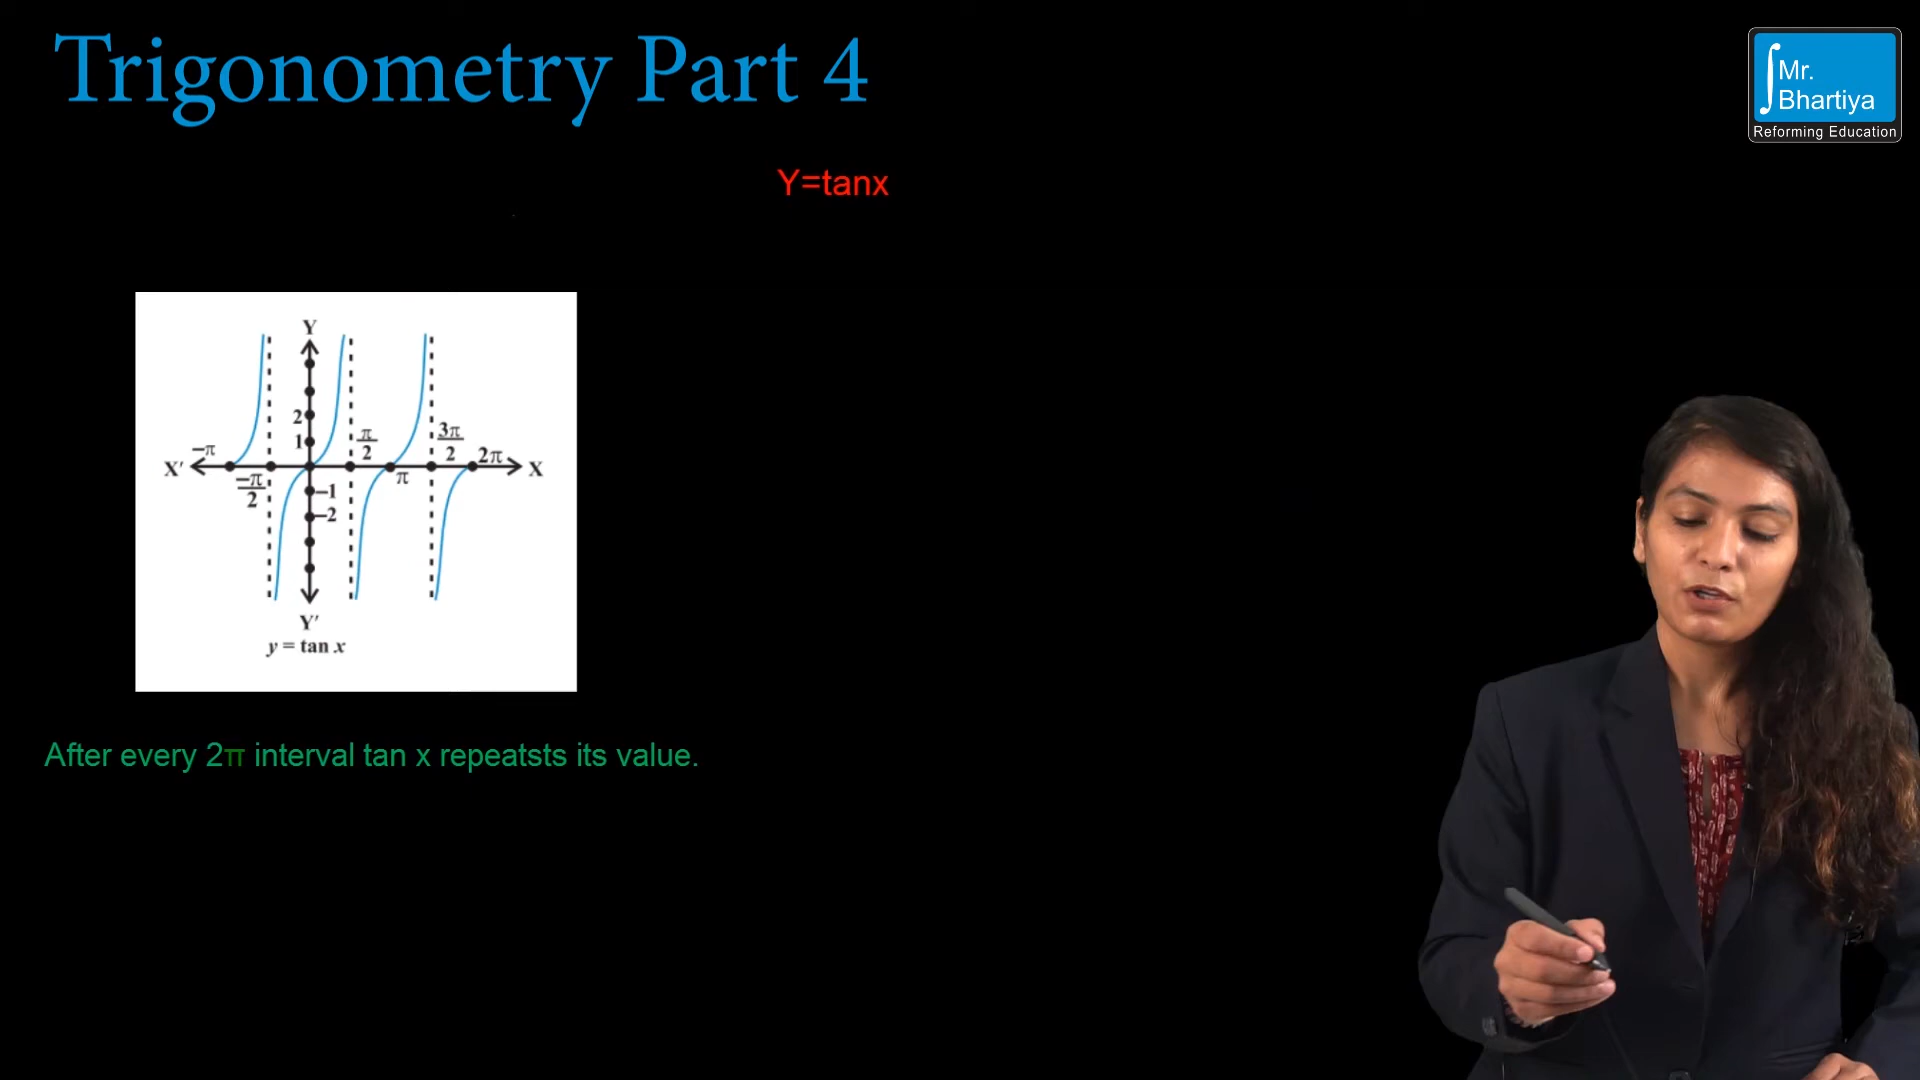 Trigonometry Part 4
Mr.
Bhartiya
Reforming Education
Y=tanx
Y
2
1
π/2
3π/2
−π
2π
X′
X
−π/2
π
−1
−2
Y′
y = tan x
After every 2π interval tan x repeatsts its value.